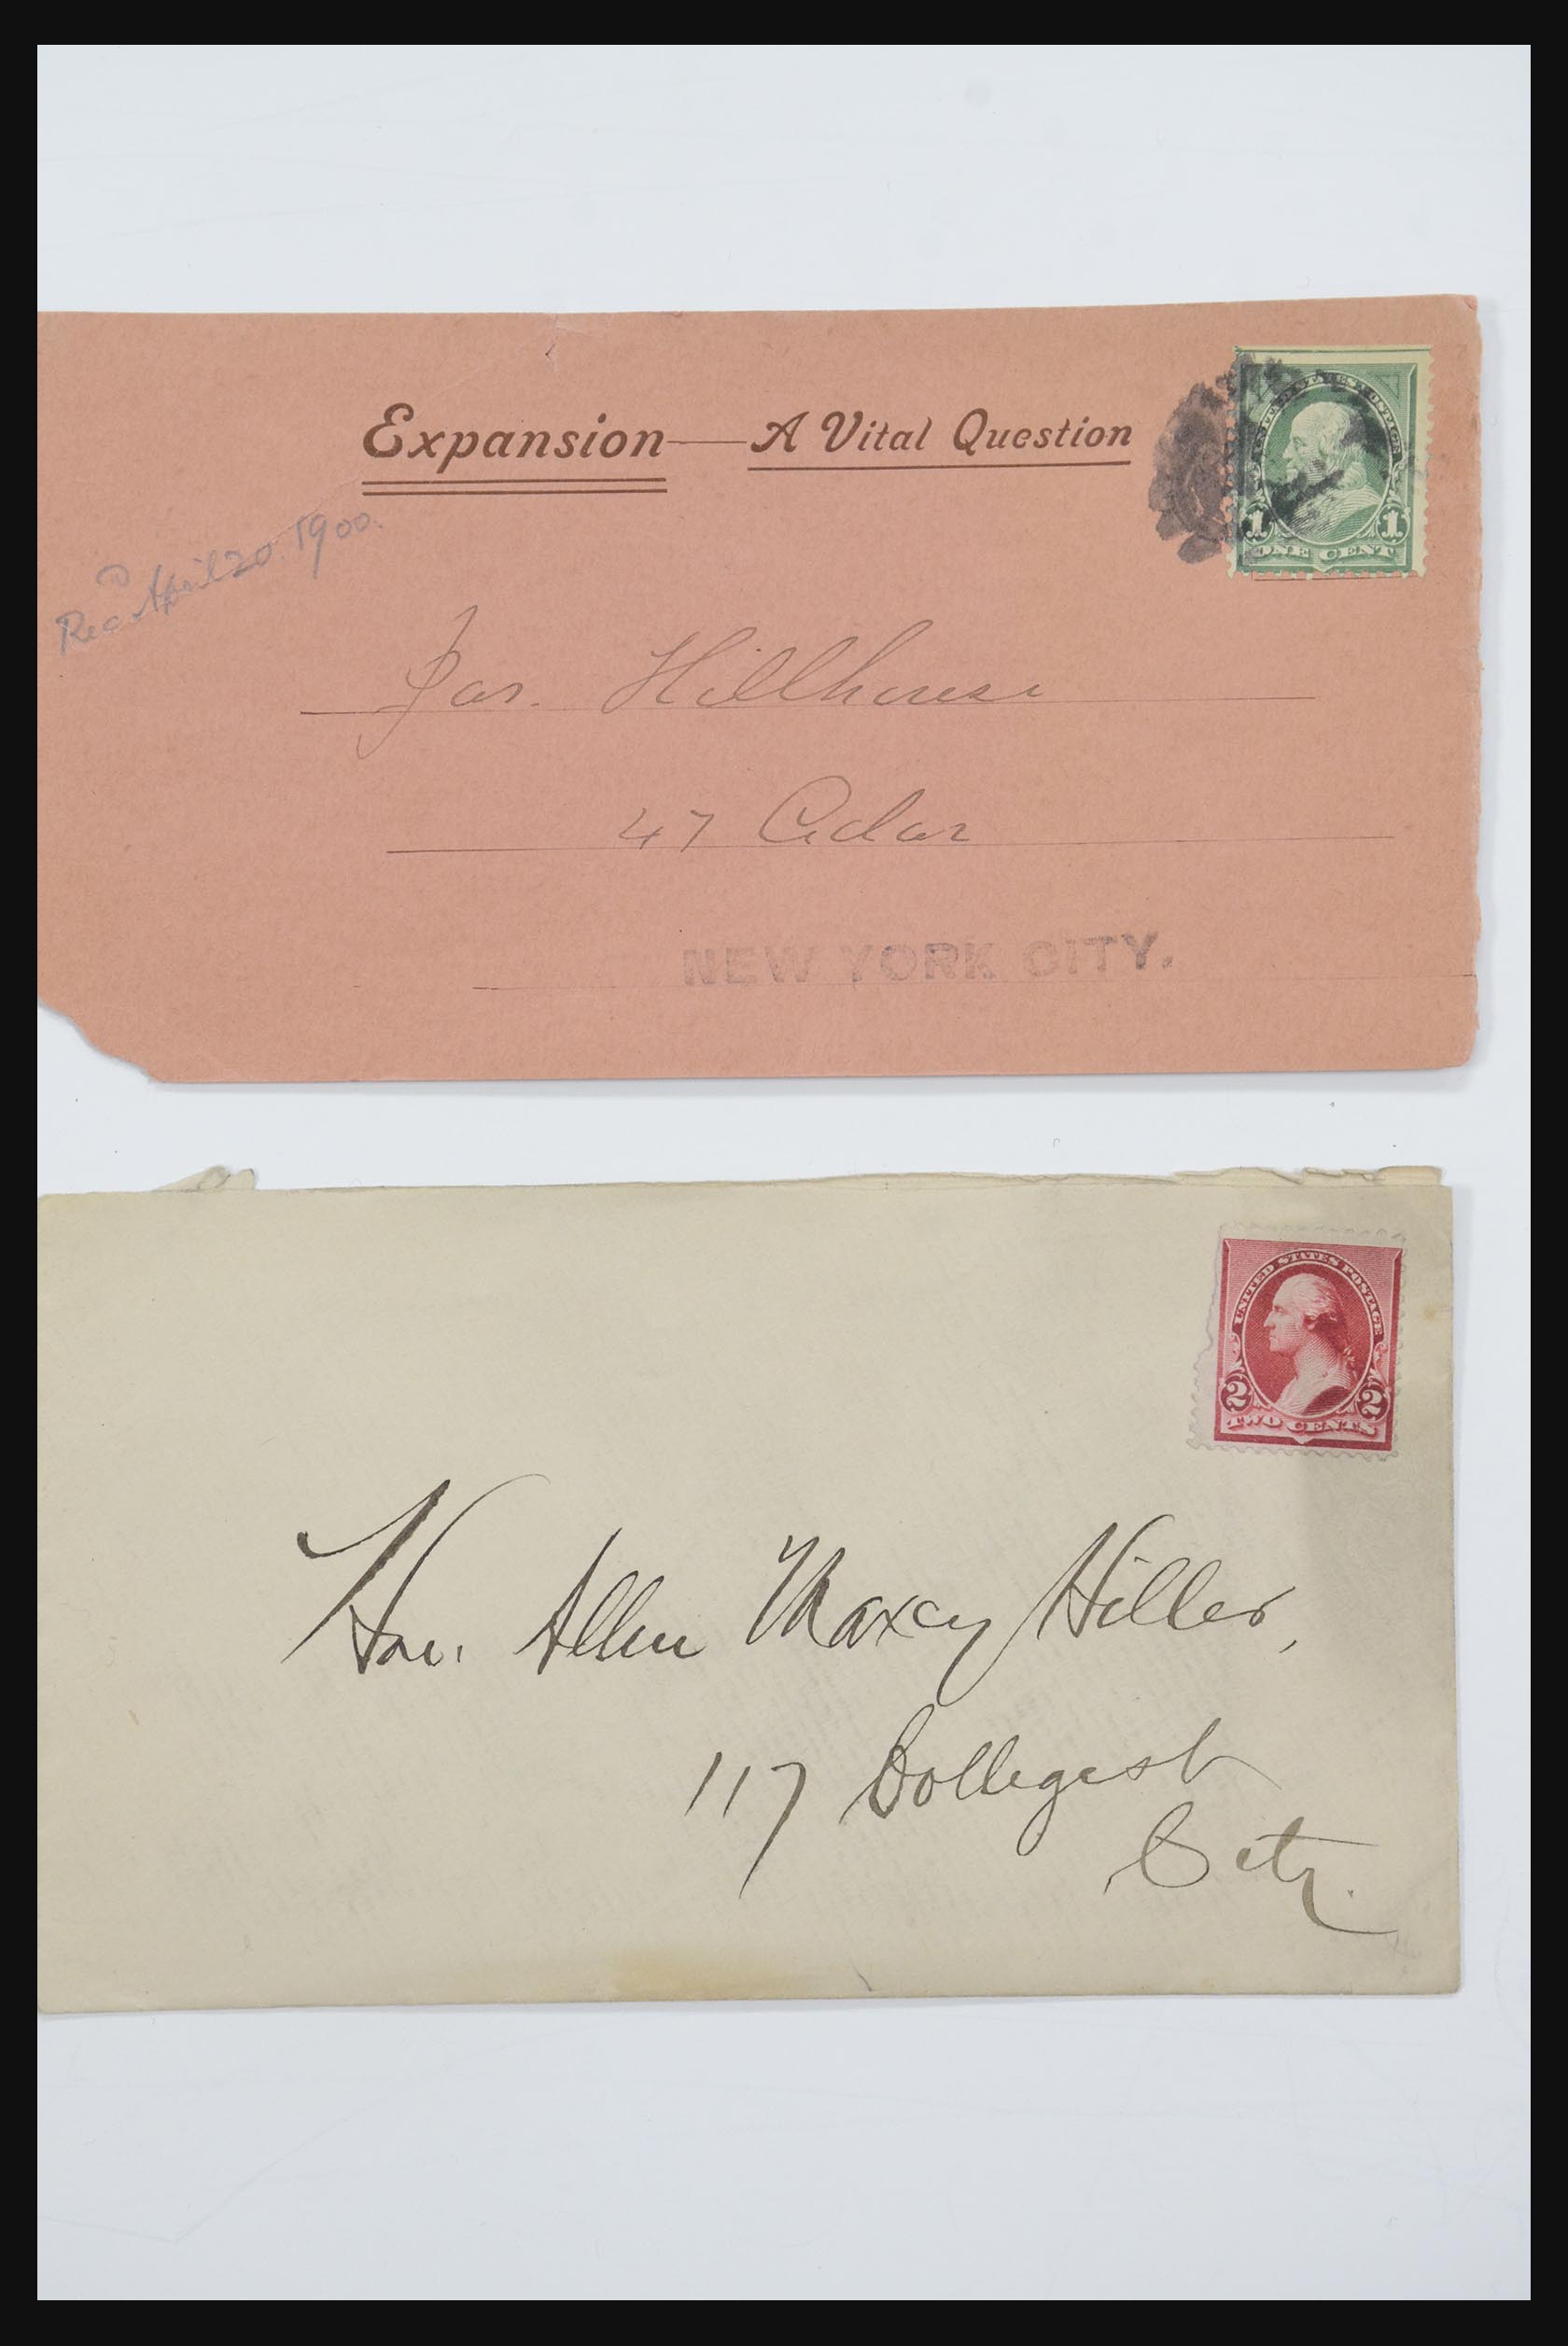 Expansion — A Vital Question
UNITED STATES POSTAGE
1 1
ONE CENT
Rec'd April 20. 1900.
Jas. Hillhouse
47 Cedar
NEW YORK CITY.
UNITED STATES POSTAGE
2 2
TWO CENTS
Hon. Allen Maxcy Hiller,
117 College st
City.